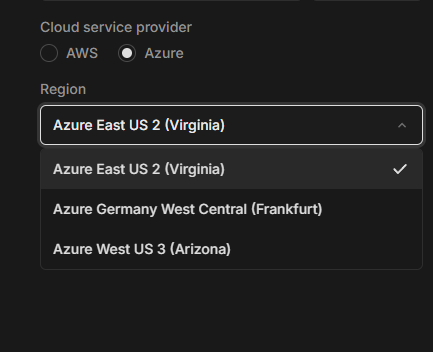 Cloud service provider
AWS Azure
Region
Azure East US 2 (Virginia)
Azure East US 2 (Virginia)
Azure Germany West Central (Frankfurt)
Azure West US 3 (Arizona)